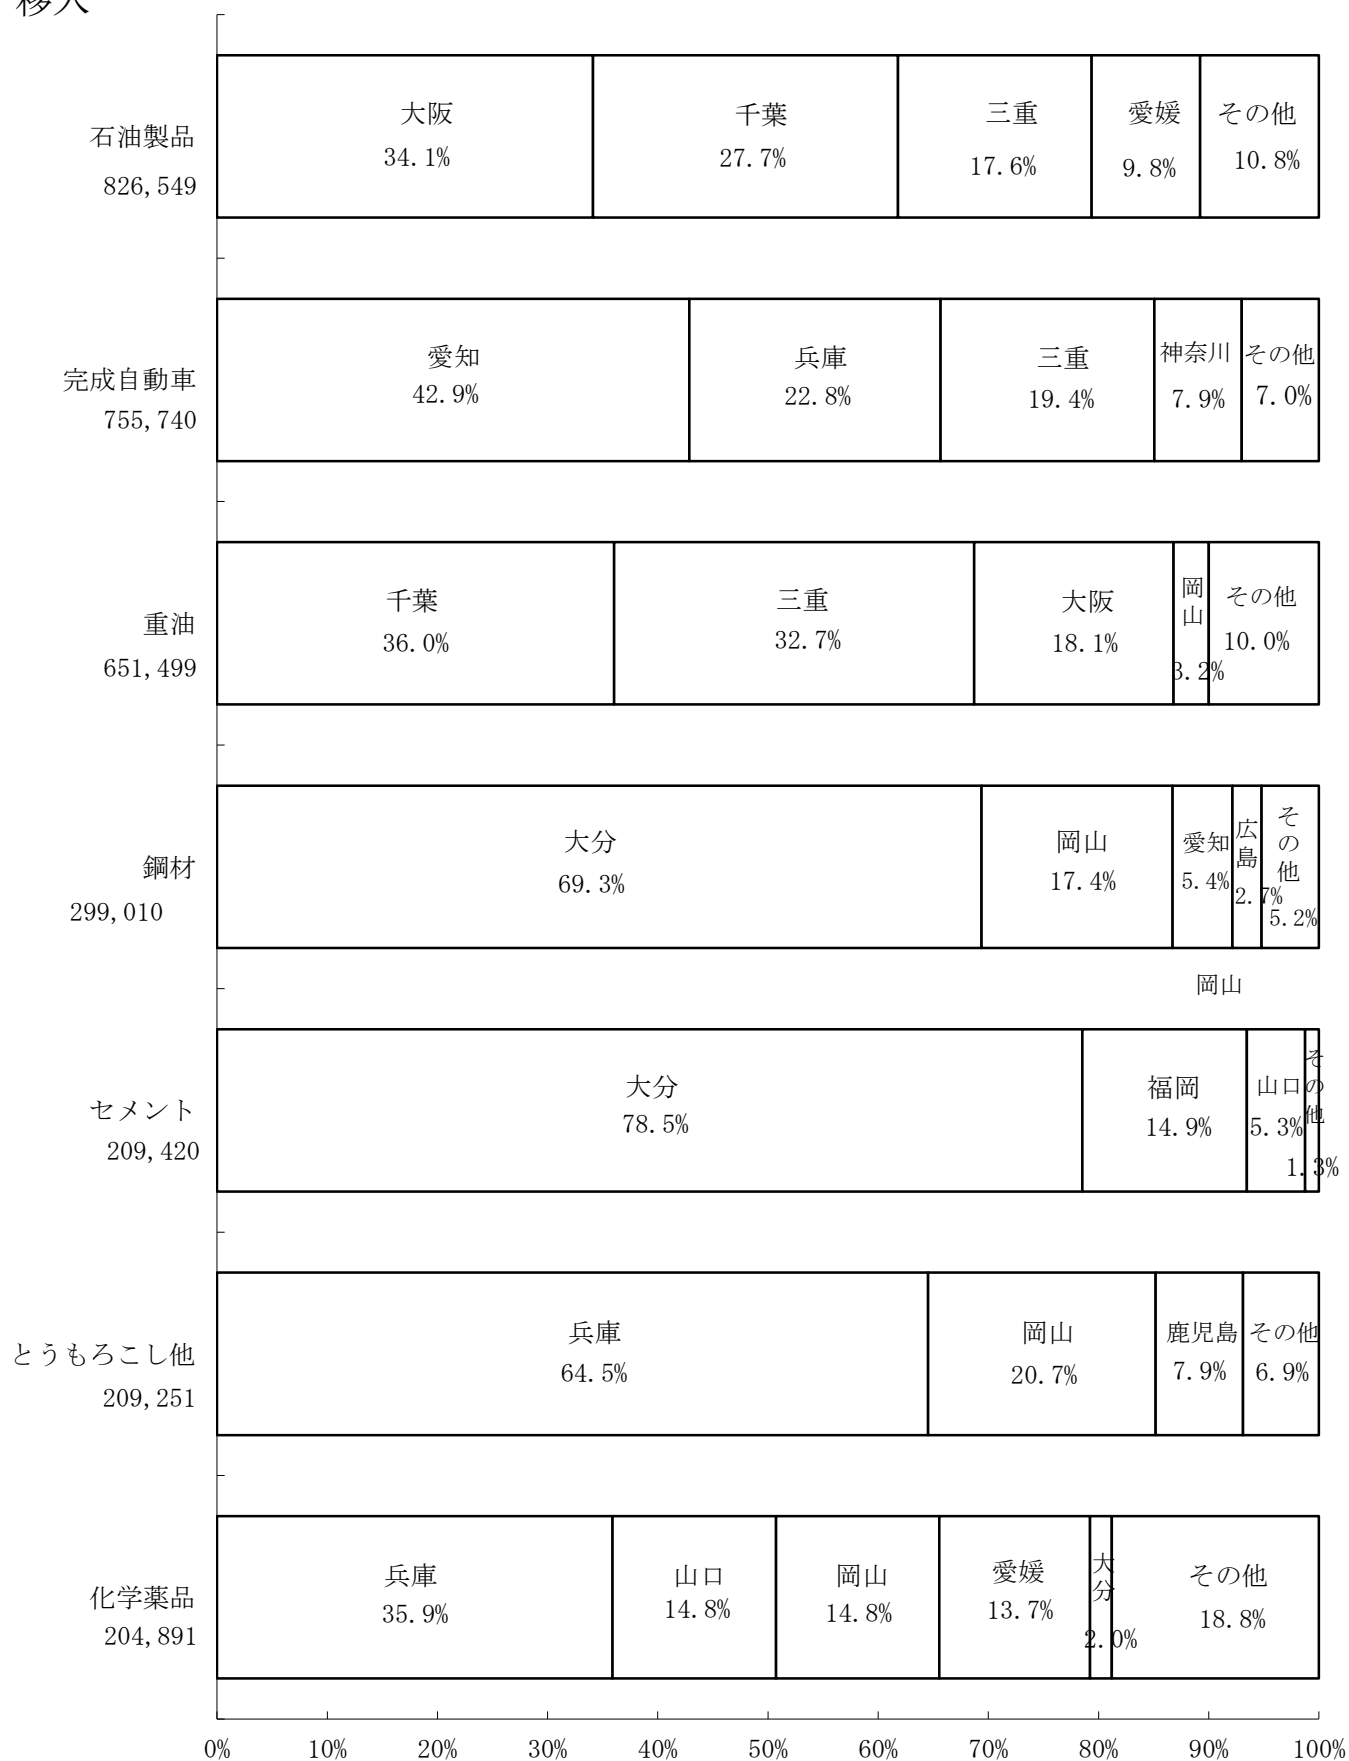 移入
石油製品
826,549
大阪
34.1%
千葉
27.7%
三重
17.6%
愛媛
9.8%
その他
10.8%
完成自動車
755,740
愛知
42.9%
兵庫
22.8%
三重
19.4%
神奈川
7.9%
その他
7.0%
重油
651,499
千葉
36.0%
三重
32.7%
大阪
18.1%
岡山
3.2%
その他
10.0%
鋼材
299,010
大分
69.3%
岡山
17.4%
愛知
5.4%
広島
2.7%
その他
5.2%
岡山
セメント
209,420
大分
78.5%
福岡
14.9%
山口
5.3%
その他
1.3%
とうもろこし他
209,251
兵庫
64.5%
岡山
20.7%
鹿児島
7.9%
その他
6.9%
化学薬品
204,891
兵庫
35.9%
山口
14.8%
岡山
14.8%
愛媛
13.7%
大分
2.0%
その他
18.8%
0% 10% 20% 30% 40% 50% 60% 70% 80% 90% 100%